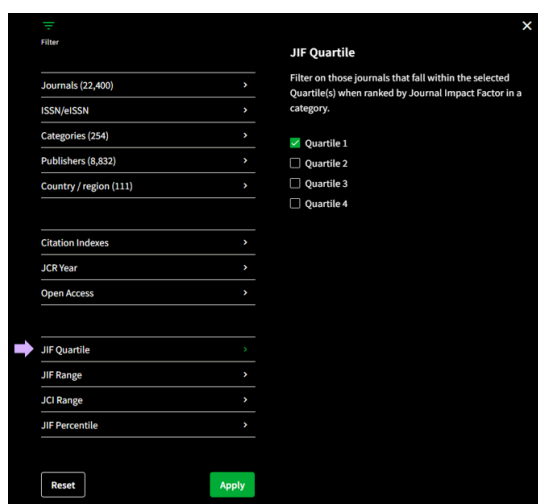 Filter
Journals (22,400)
ISSN/eISSN
Categories (254)
Publishers (8,832)
Country / region (111)
Citation Indexes
JCR Year
Open Access
JIF Quartile
JIF Range
JCI Range
JIF Percentile
Reset
Apply
JIF Quartile
Filter on those journals that fall within the selected
Quartile(s) when ranked by Journal Impact Factor in a
category.
Quartile 1
Quartile 2
Quartile 3
Quartile 4